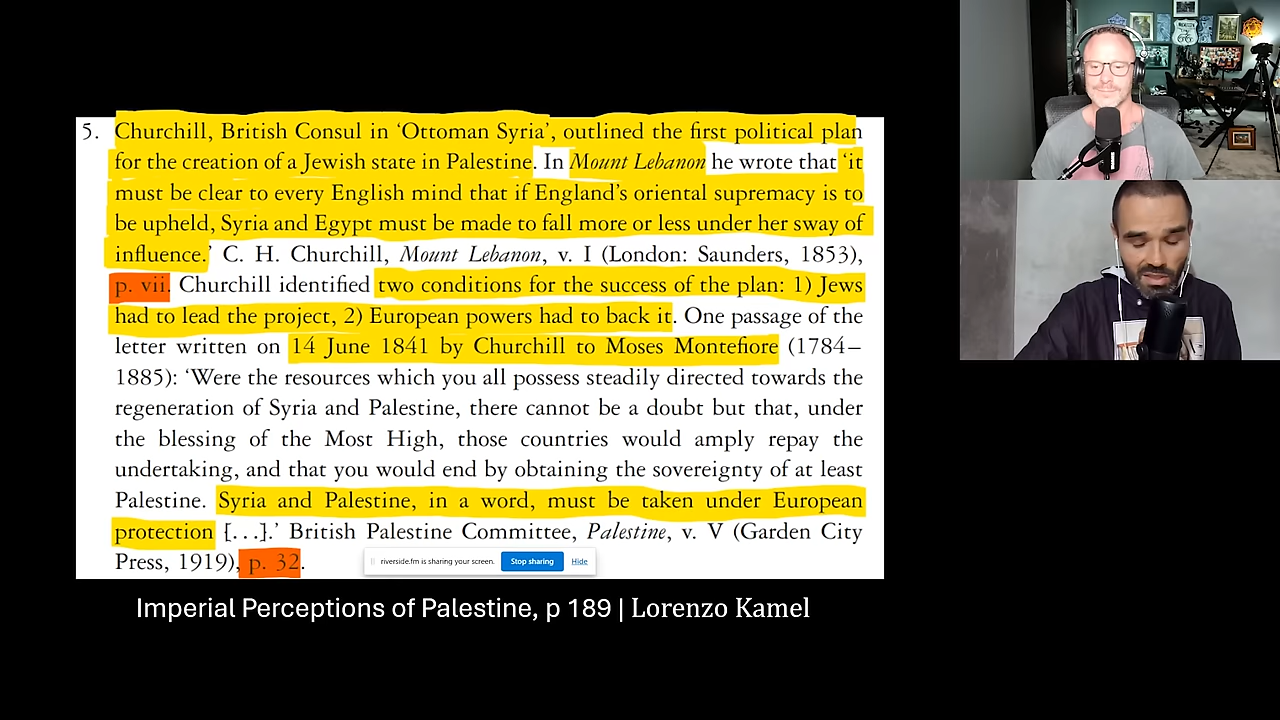 5. Churchill, British Consul in ‘Ottoman Syria’, outlined the first political plan
for the creation of a Jewish state in Palestine. In Mount Lebanon he wrote that ‘it
must be clear to every English mind that if England’s oriental supremacy is to
be upheld, Syria and Egypt must be made to fall more or less under her sway of
influence.’ C. H. Churchill, Mount Lebanon, v. I (London: Saunders, 1853),
p. vii. Churchill identified two conditions for the success of the plan: 1) Jews
had to lead the project, 2) European powers had to back it. One passage of the
letter written on 14 June 1841 by Churchill to Moses Montefiore (1784–
1885): ‘Were the resources which you all possess steadily directed towards the
regeneration of Syria and Palestine, there cannot be a doubt but that, under
the blessing of the Most High, those countries would amply repay the
undertaking, and that you would end by obtaining the sovereignty of at least
Palestine. Syria and Palestine, in a word, must be taken under European
protection [...].’ British Palestine Committee, Palestine, v. V (Garden City
Press, 1919), p. 32.
riverside.fm is sharing your screen. Stop sharing Hide
Imperial Perceptions of Palestine, p 189 | Lorenzo Kamel